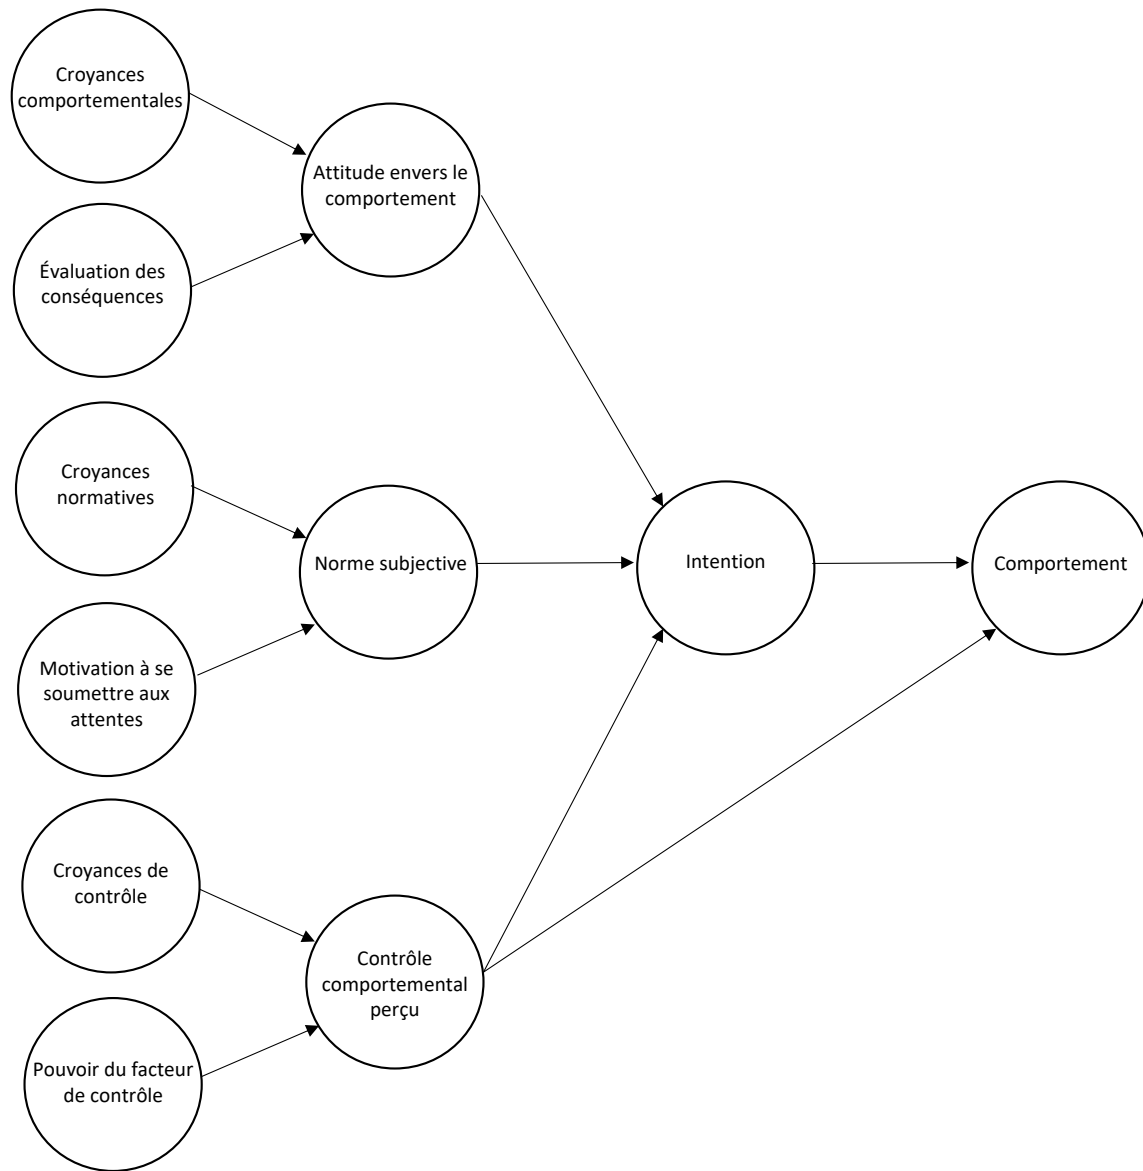 Croyances
comportementales
Attitude envers le
comportement
Évaluation des
conséquences
Croyances
normatives
Norme subjective
Intention
Comportement
Motivation à se
soumettre aux
attentes
Croyances de
contrôle
Contrôle
comportemental
perçu
Pouvoir du facteur
de contrôle